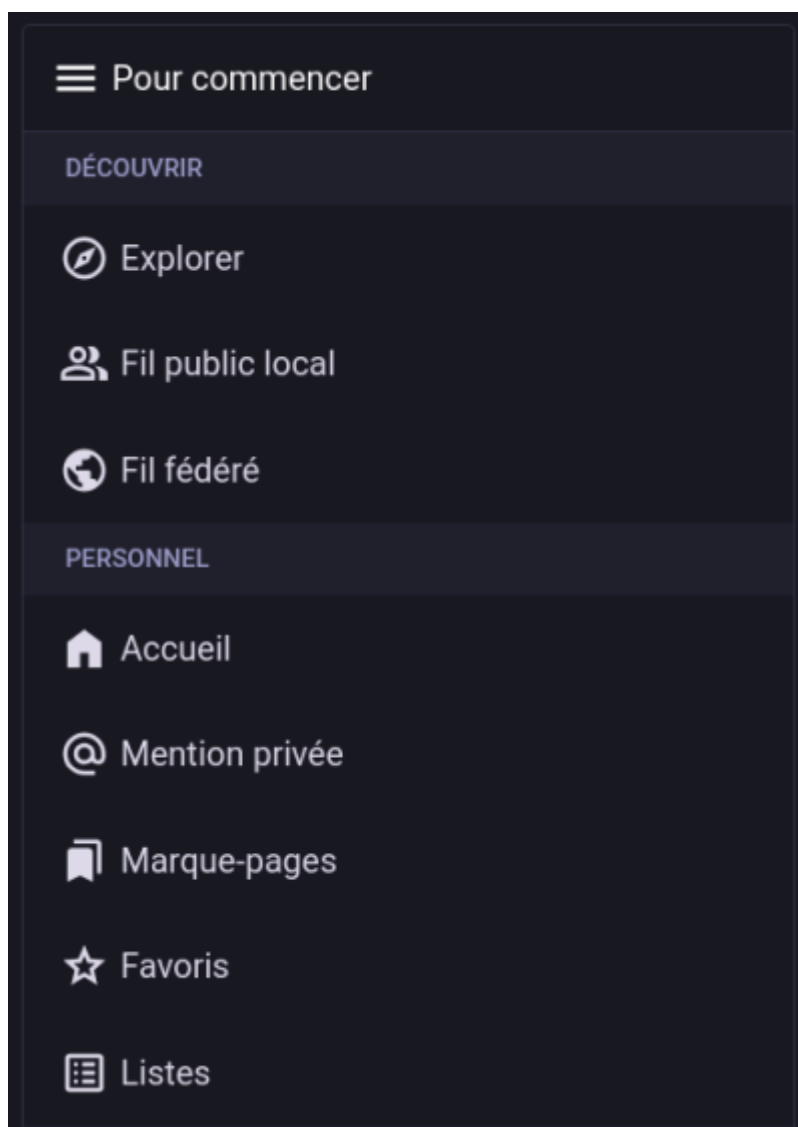 Pour commencer
DÉCOUVRIR
Explorer
Fil public local
Fil fédéré
PERSONNEL
Accueil
Mention privée
Marque-pages
Favoris
Listes